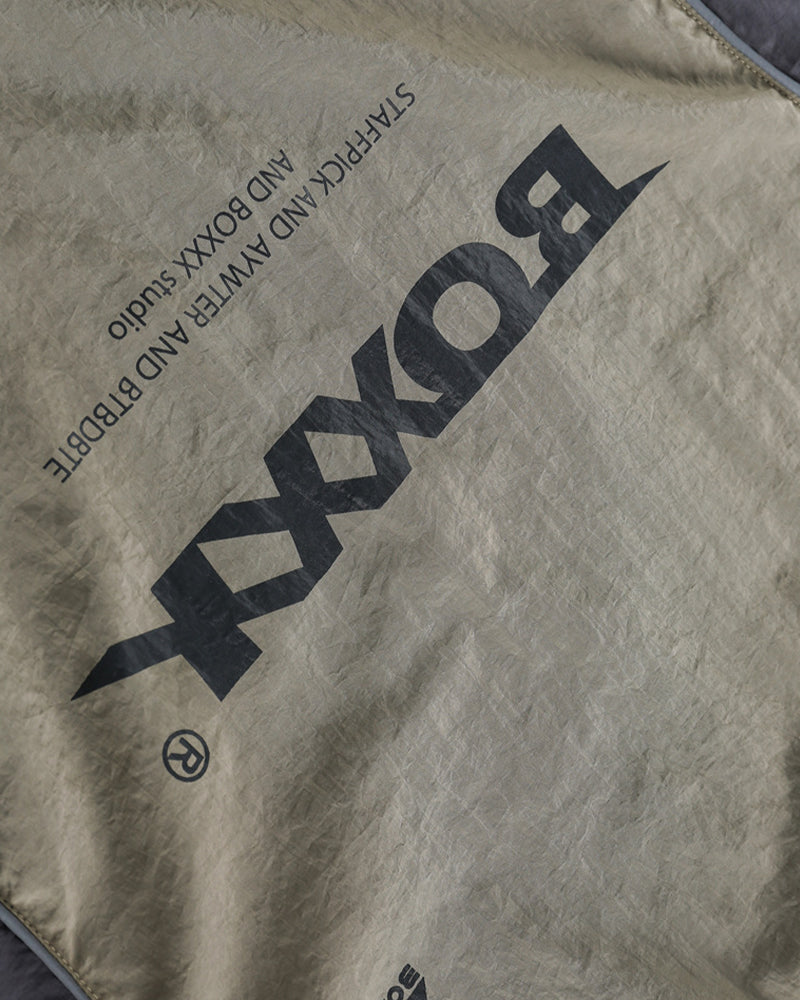 BOXXX
®
STAFFPICK AND AYWTER AND BTBDBTE
AND BOXXX studio